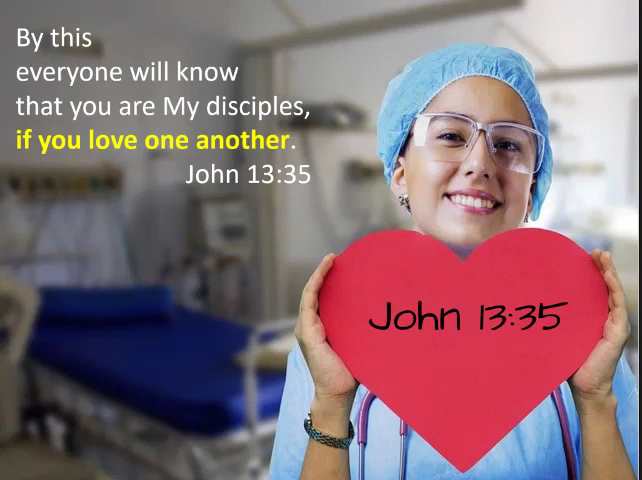 By this
everyone will know
that you are My disciples,
if you love one another.
John 13:35
John 13:35